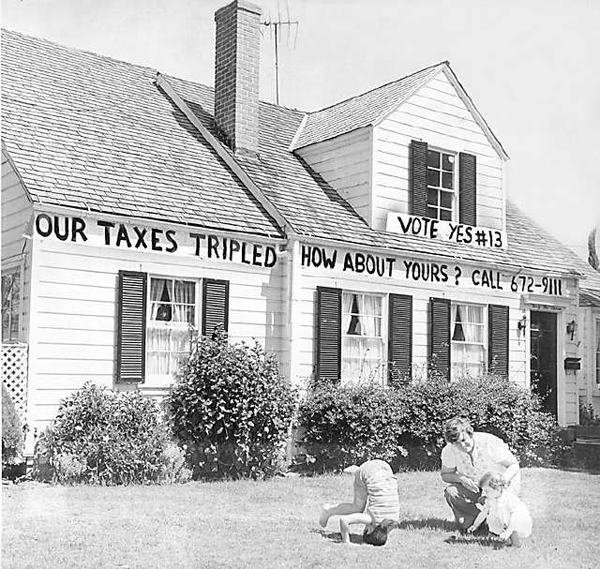 VOTE YES #13
OUR TAXES TRIPLED
HOW ABOUT YOURS? CALL 672-9111